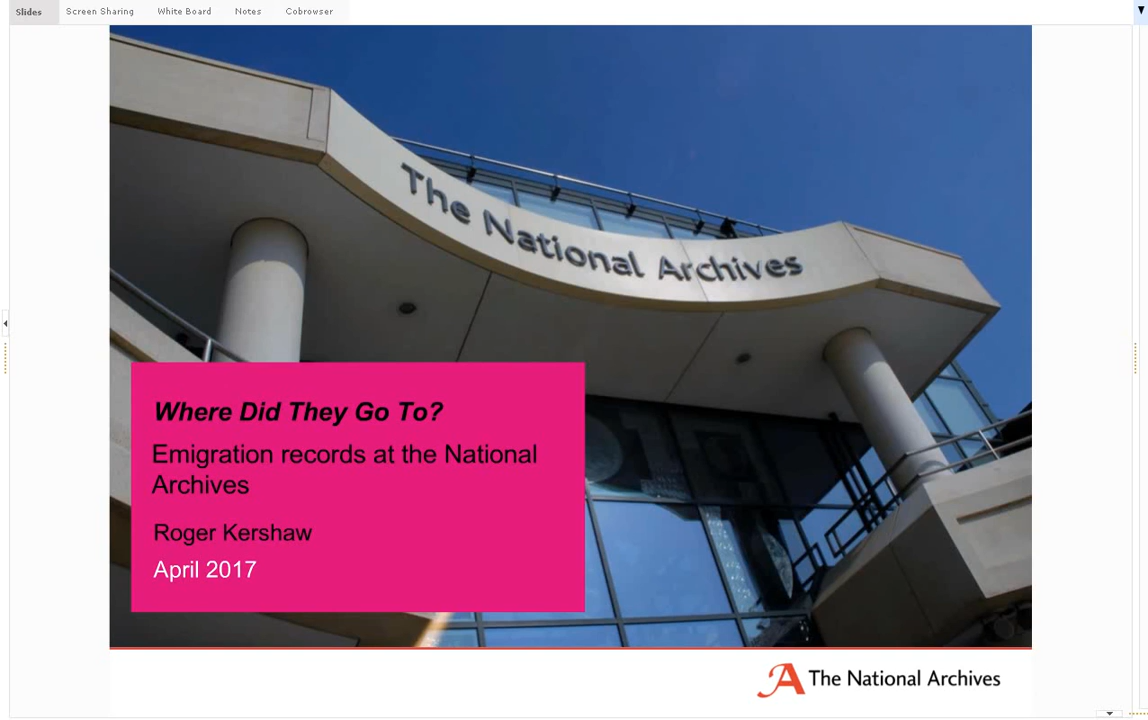 Slides Screen Sharing White Board Notes Cobrowser
The National Archives
Where Did They Go To?
Emigration records at the National
Archives
Roger Kershaw
April 2017
The National Archives